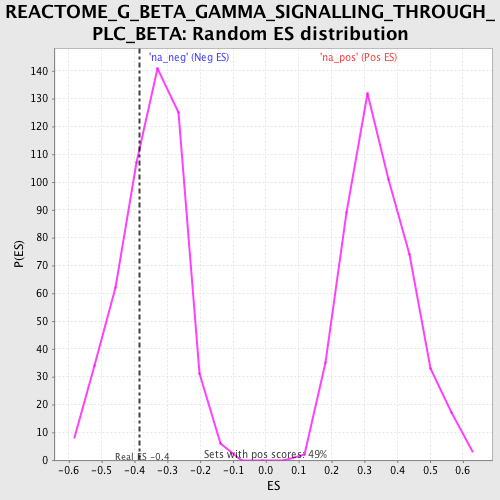 REACTOME_G_BETA_GAMMA_SIGNALLING_THROUGH_
PLC_BETA: Random ES distribution
'na_neg' (Neg ES)
'na_pos' (Pos ES)
P(ES)
140
130
120
110
100
90
80
70
60
50
40
30
20
10
0
Real ES -0.4
Sets with pos scores: 49%
-0.6 -0.5 -0.4 -0.3 -0.2 -0.1 0.0 0.1 0.2 0.3 0.4 0.5 0.6
ES